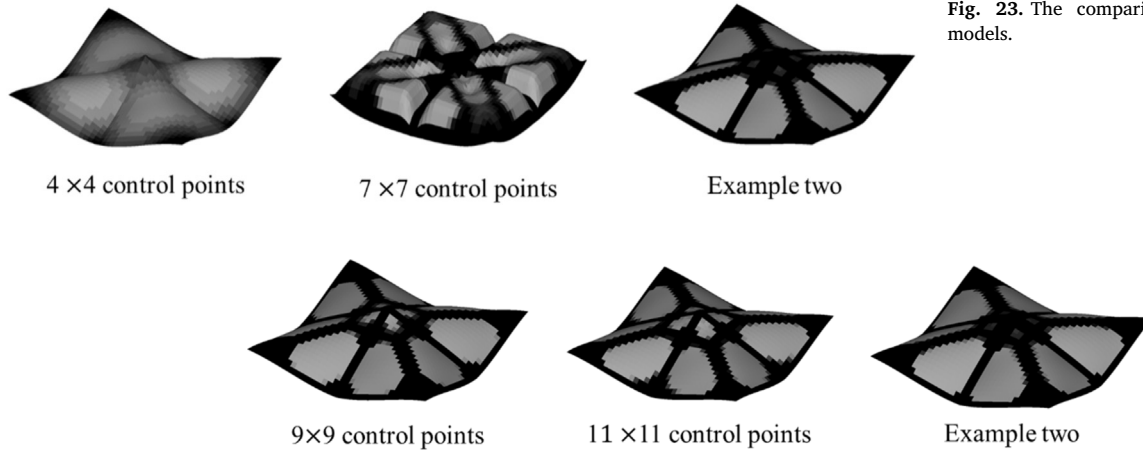 Fig. 23. The compari
models.
4 ×4 control points
7 ×7 control points
Example two
9×9 control points
11 ×11 control points
Example two